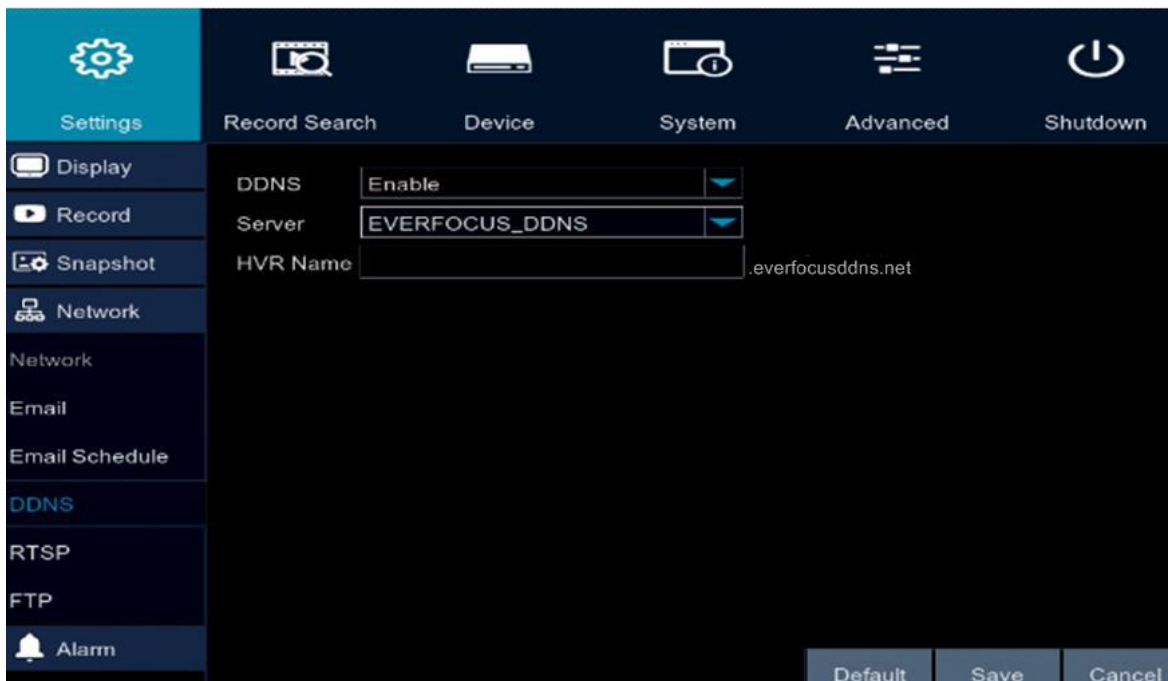 Settings Record Search Device System Advanced Shutdown
Display
DDNS Enable
Record
Server EVERFOCUS_DDNS
Snapshot
HVR Name .everfocusddns.net
Network
Network
Email
Email Schedule
DDNS
RTSP
FTP
Alarm
Default Save Cancel